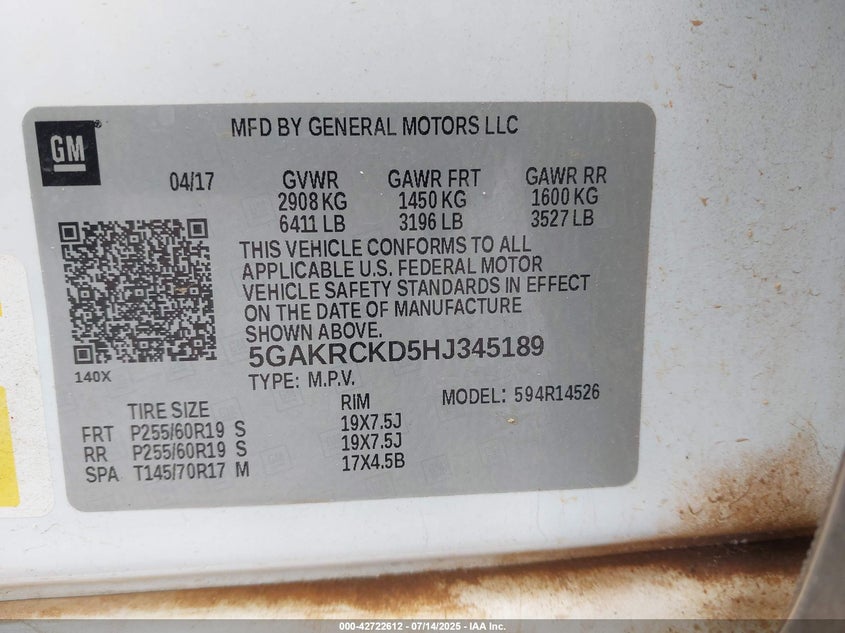 GM
MFD BY GENERAL MOTORS LLC
04/17
GVWR GAWR FRT GAWR RR
2908 KG 1450 KG 1600 KG
6411 LB 3196 LB 3527 LB
THIS VEHICLE CONFORMS TO ALL
APPLICABLE U.S. FEDERAL MOTOR
VEHICLE SAFETY STANDARDS IN EFFECT
ON THE DATE OF MANUFACTURE
SHOWN ABOVE.
5GAKRCKD5HJ345189
140X
TYPE: M.P.V.
MODEL: 594R14526
TIRE SIZE RIM
FRT P255/60R19 S 19X7.5J
RR P255/60R19 S 19X7.5J
SPA T145/70R17 M 17X4.5B
000-42722612 - 07/14/2025 - IAA Inc.